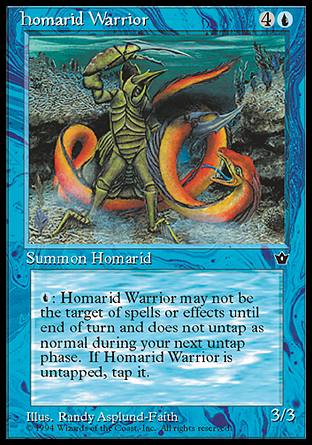 Homarid Warrior 4
Summon Homarid
: Homarid Warrior may not be
the target of spells or effects until
end of turn and does not untap as
normal during your next untap
phase. If Homarid Warrior is
untapped, tap it.
Illus. Randy Asplund-Faith 3/3
© 1994 Wizards of the Coast, Inc. All rights reserved.